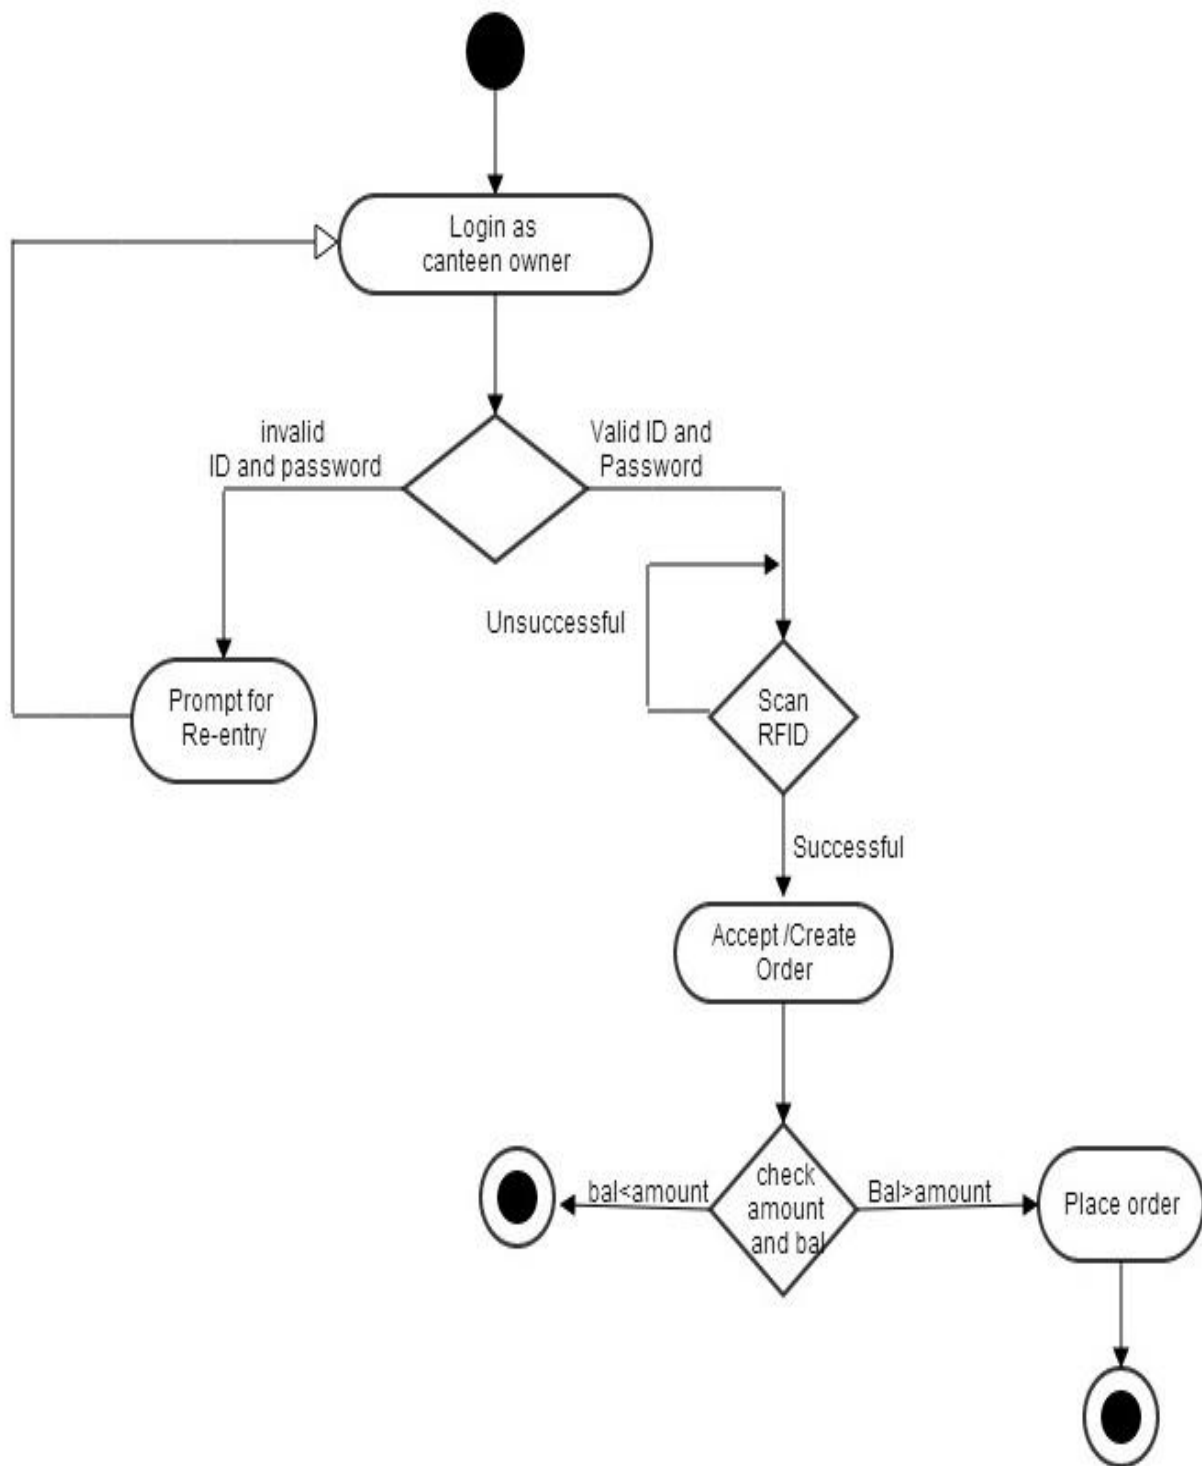 Login as
canteen owner
invalid
ID and password
Valid ID and
Password
Unsuccessful
Prompt for
Re-entry
Scan
RFID
Successful
Accept /Create
Order
bal<amount
check
amount
and bal
Bal>amount
Place order